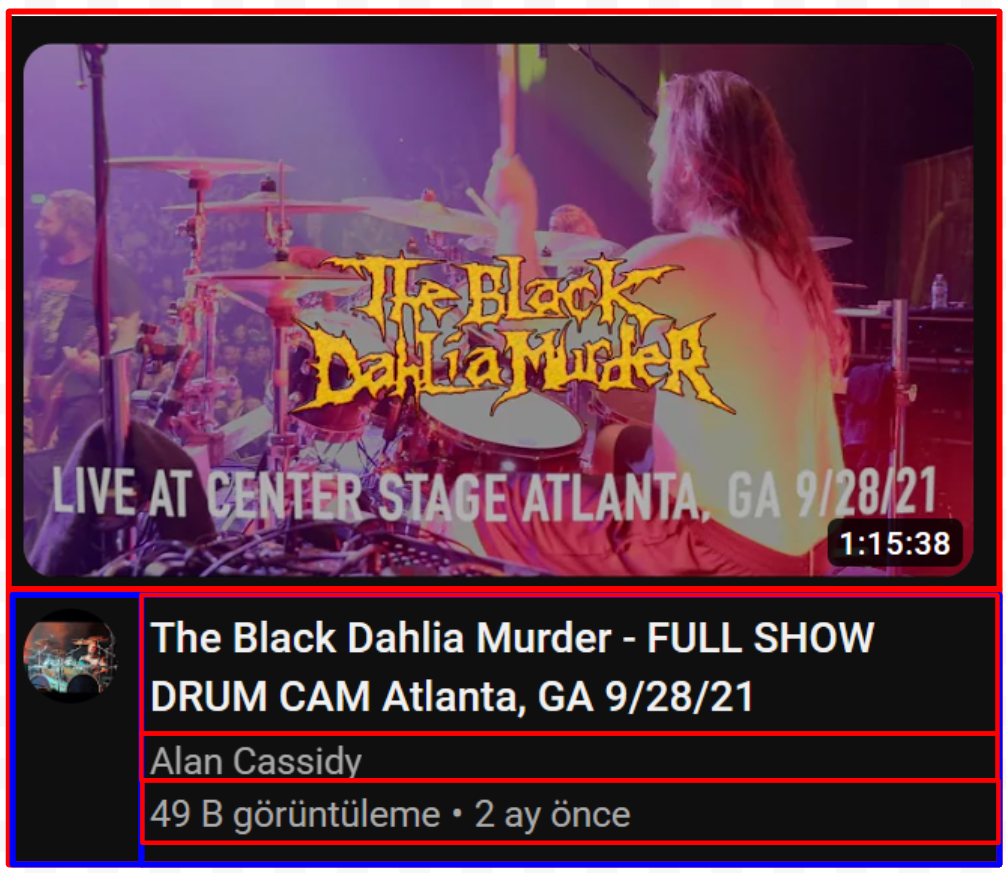 The Black
Dahlia Murder
LIVE AT CENTER STAGE ATLANTA, GA 9/28/21
1:15:38
The Black Dahlia Murder - FULL SHOW
DRUM CAM Atlanta, GA 9/28/21
Alan Cassidy
49 B görüntüleme • 2 ay önce